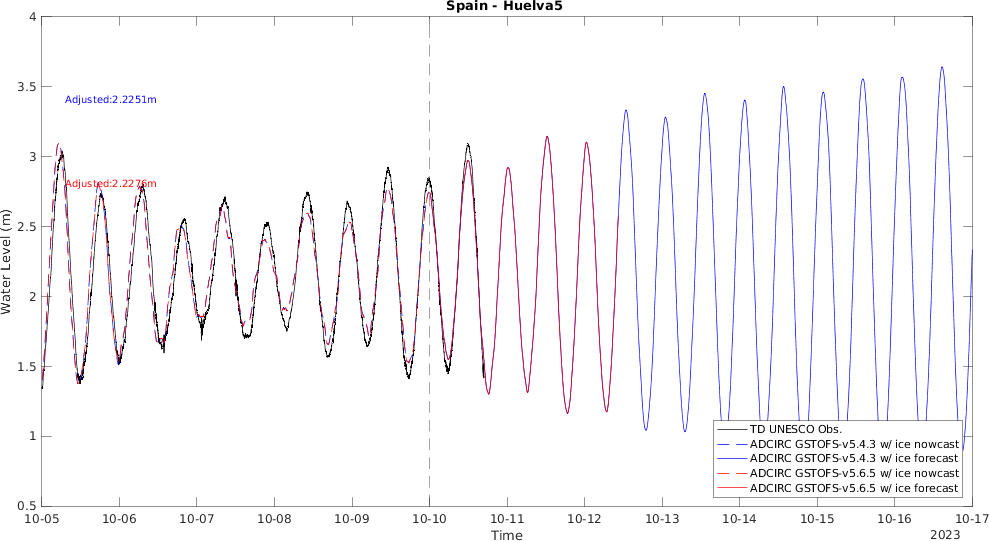 Spain - Huelva5
4
3.5
3
2.5
2
1.5
1
0.5
Water Level (m)
Adjusted:2.2251m
Adjusted:2.2276m
TD UNESCO Obs.
ADCIRC GSTOFS-v5.4.3 w/ ice nowcast
ADCIRC GSTOFS-v5.4.3 w/ ice forecast
ADCIRC GSTOFS-v5.6.5 w/ ice nowcast
ADCIRC GSTOFS-v5.6.5 w/ ice forecast
10-05 10-06 10-07 10-08 10-09 10-10 10-11 10-12 10-13 10-14 10-15 10-16 10-17
Time
2023